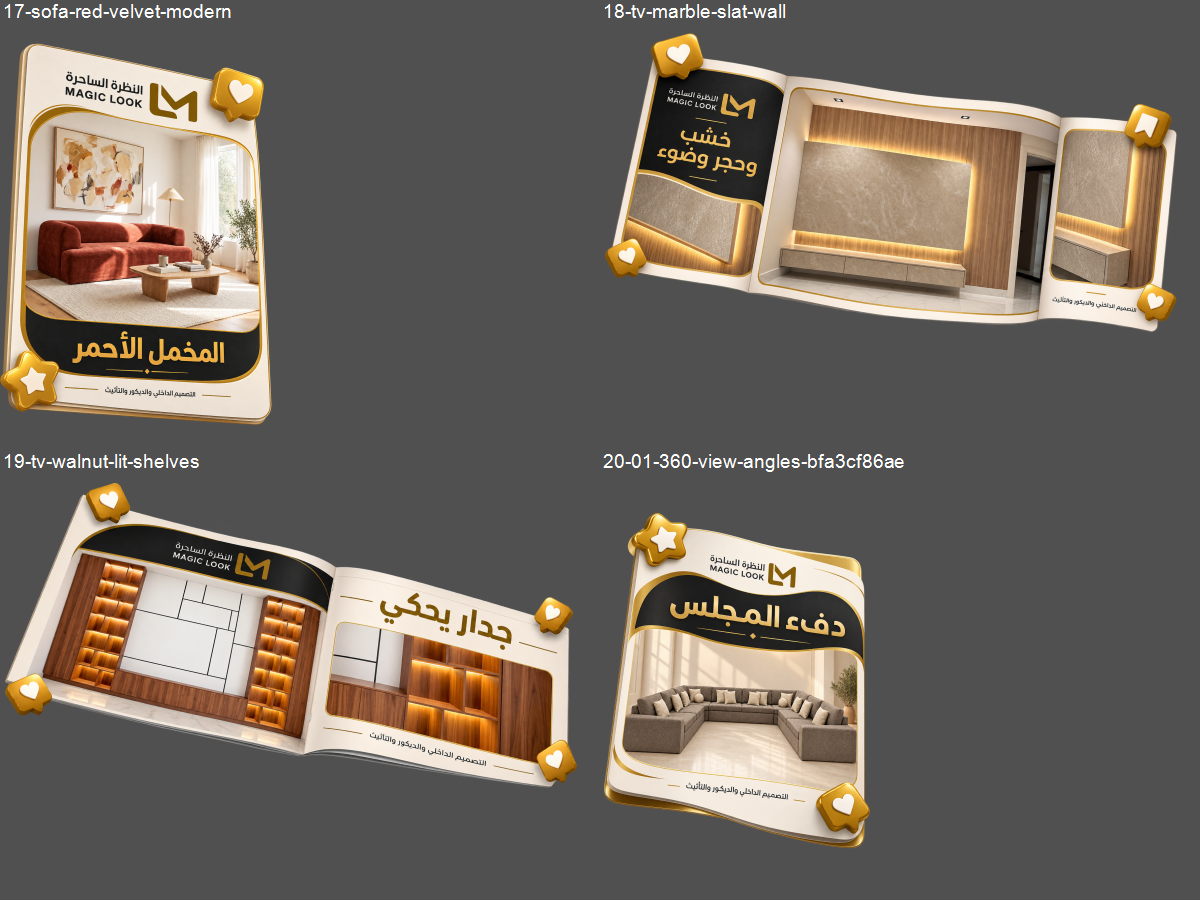 17-sofa-red-velvet-modern
النظرة الساحرة
MAGIC LOOK
المخمل الأحمر
التصميم الداخلي والديكور والتأثيث
18-tv-marble-slat-wall
النظرة الساحرة
MAGIC LOOK
خشب
وحجر وضوء
التصميم الداخلي والديكور والتأثيث
19-tv-walnut-lit-shelves
النظرة الساحرة
MAGIC LOOK
جدار يحكي
التصميم الداخلي والديكور والتأثيث
20-01-360-view-angles-bfa3cf86ae
النظرة الساحرة
MAGIC LOOK
دفء المجلس
التصميم الداخلي والديكور والتأثيث